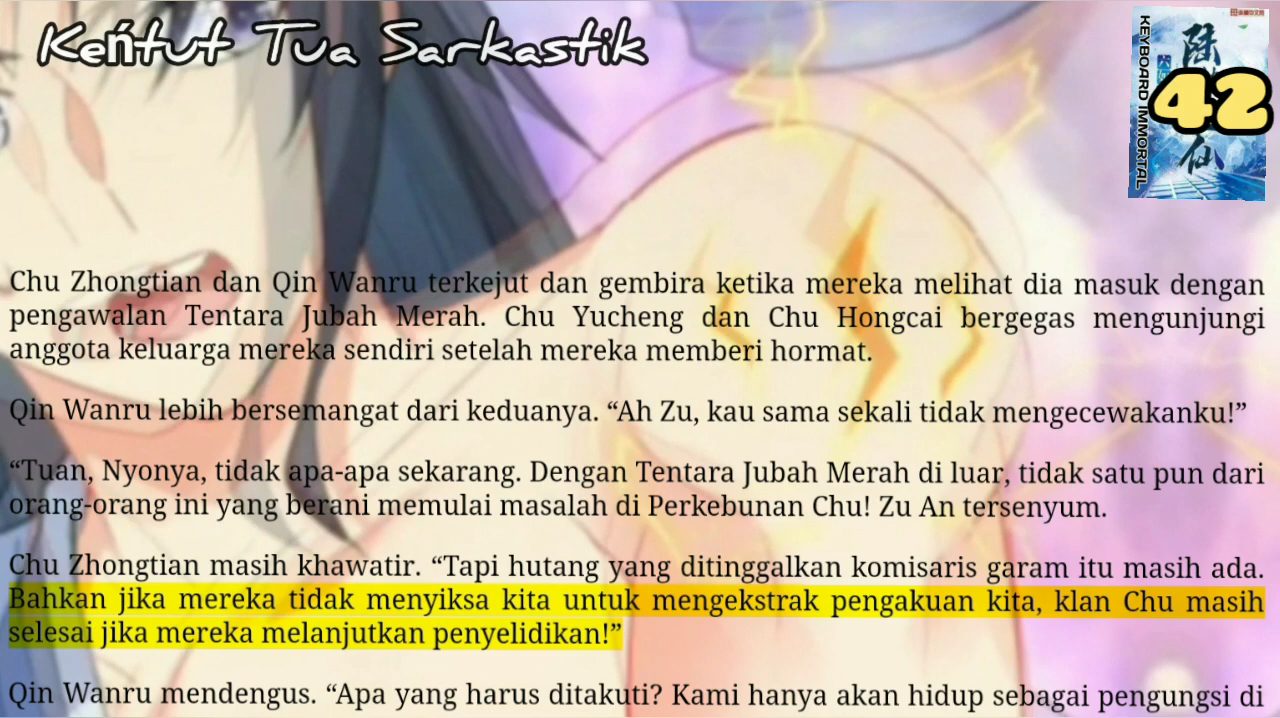 Keńtut Tua Sarkastik
KEYBOARD IMMORTAL
42
仙
Chu Zhongtian dan Qin Wanru terkejut dan gembira ketika mereka melihat dia masuk dengan
pengawalan Tentara Jubah Merah. Chu Yucheng dan Chu Hongcai bergegas mengunjungi
anggota keluarga mereka sendiri setelah mereka memberi hormat.
Qin Wanru lebih bersemangat dari keduanya. “Ah Zu, kau sama sekali tidak mengecewakanku!”
“Tuan, Nyonya, tidak apa-apa sekarang. Dengan Tentara Jubah Merah di luar, tidak satu pun dari
orang-orang ini yang berani memulai masalah di Perkebunan Chu! Zu An tersenyum.
Chu Zhongtian masih khawatir. “Tapi hutang yang ditinggalkan komisaris garam itu masih ada.
Bahkan jika mereka tidak menyiksa kita untuk mengekstrak pengakuan kita, klan Chu masih
selesai jika mereka melanjutkan penyelidikan!”
Qin Wanru mendengus. “Apa yang harus ditakuti? Kami hanya akan hidup sebagai pengungsi di